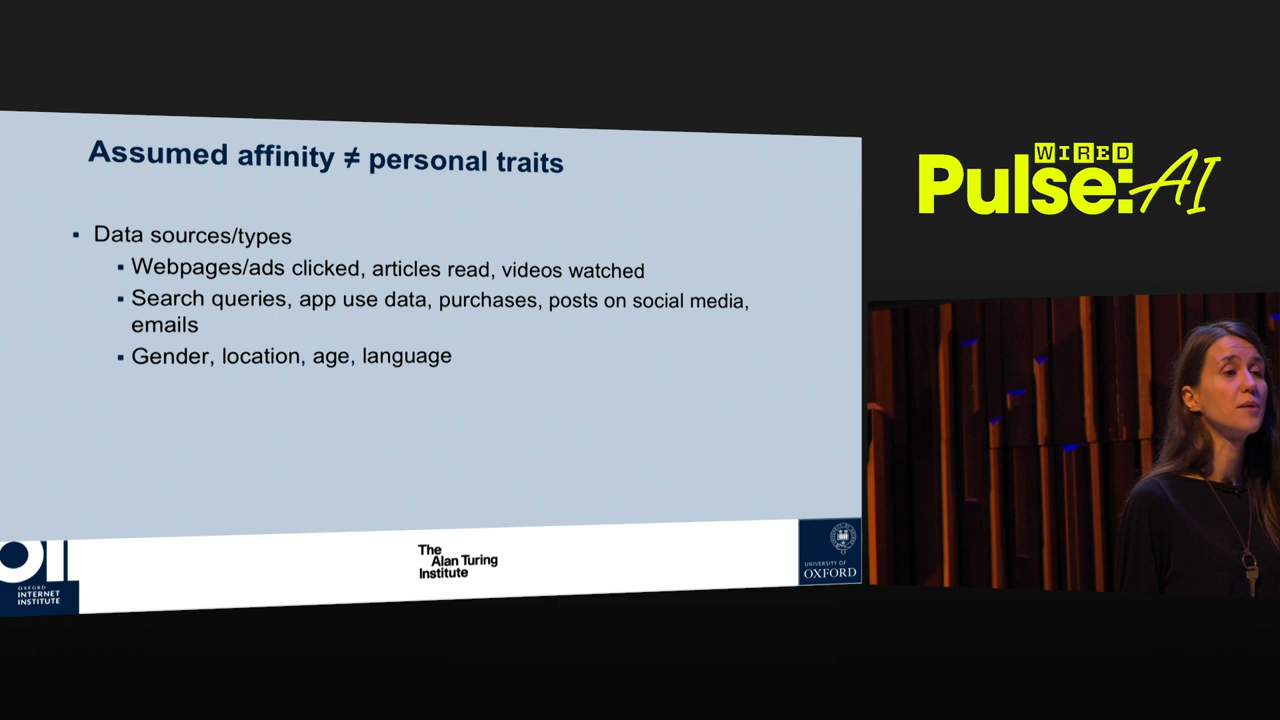 Assumed affinity ≠ personal traits
▪ Data sources/types
▪ Webpages/ads clicked, articles read, videos watched
▪ Search queries, app use data, purchases, posts on social media,
emails
▪ Gender, location, age, language
OII
OXFORD
INTERNET
INSTITUTE
The
Alan Turing
Institute
UNIVERSITY OF
OXFORD
WIRED
Pulse: AI